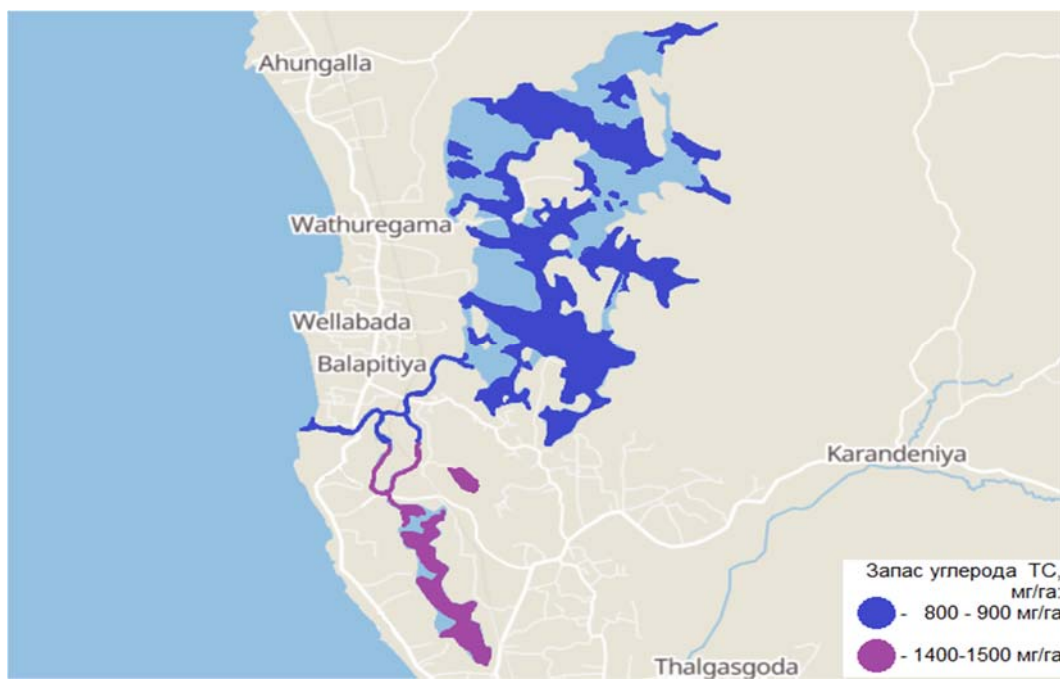 Ahungalla
Wathuregama
Wellabada
Balapitiya
Karandeniya
Thalgasgoda
Запас углерода ТС,
мг/га:
- 800 - 900 мг/га
- 1400-1500 мг/га